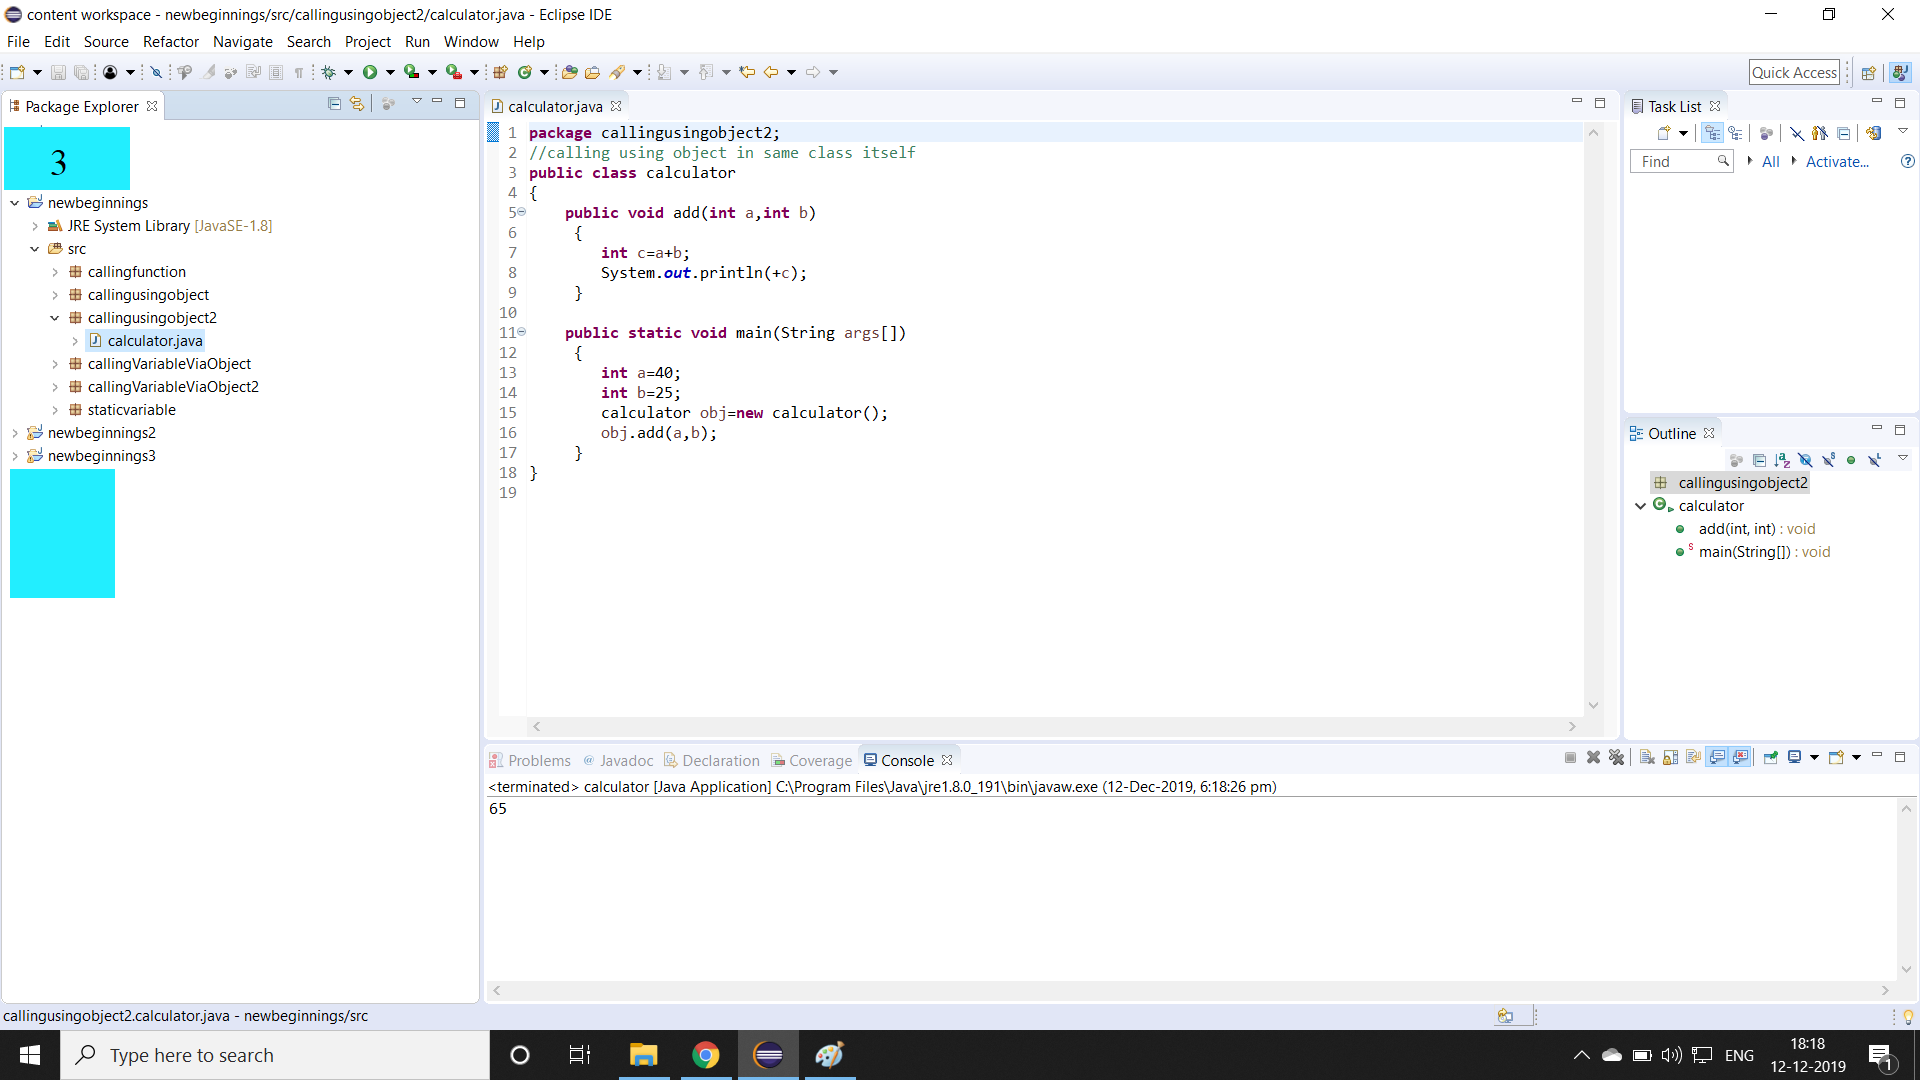 content workspace - newbeginnings/src/callingusingobject2/calculator.java - Eclipse IDE
File Edit Source Refactor Navigate Search Project Run Window Help
Quick Access
Package Explorer
3
newbeginnings
JRE System Library [JavaSE-1.8]
src
callingfunction
callingusingobject
callingusingobject2
calculator.java
callingVariableViaObject
callingVariableViaObject2
staticvariable
newbeginnings2
newbeginnings3
calculator.java
1 package callingusingobject2;
2 //calling using object in same class itself
3 public class calculator
4 {
5 public void add(int a,int b)
6 {
7 int c=a+b;
8 System.out.println(+c);
9 }
10
11 public static void main(String args[])
12 {
13 int a=40;
14 int b=25;
15 calculator obj=new calculator();
16 obj.add(a,b);
17 }
18 }
19
Task List
Find All Activate...
Outline
callingusingobject2
calculator
add(int, int) : void
main(String[]) : void
Problems @ Javadoc Declaration Coverage Console
<terminated> calculator [Java Application] C:\Program Files\Java\jre1.8.0_191\bin\javaw.exe (12-Dec-2019, 6:18:26 pm)
65
callingusingobject2.calculator.java - newbeginnings/src
Type here to search
ENG
18:18
12-12-2019
1